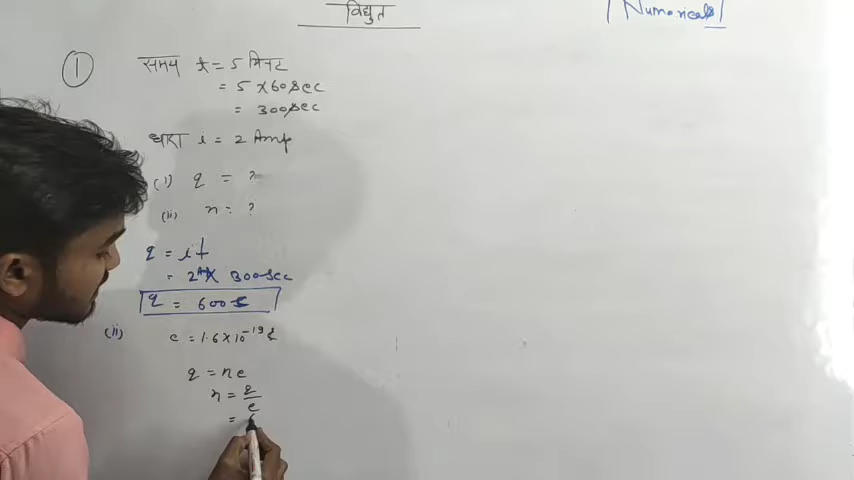 विद्युत
Numericals
1
समय t = 5 मिनट
= 5 × 60 sec
= 300 sec
धारा i = 2 Amp
(i) q = ?
(ii) n = ?
q = it
= 2A × 300 sec
q = 600 C
(ii) e = 1.6 × 10⁻¹⁹ C
q = ne
n = q/e
=